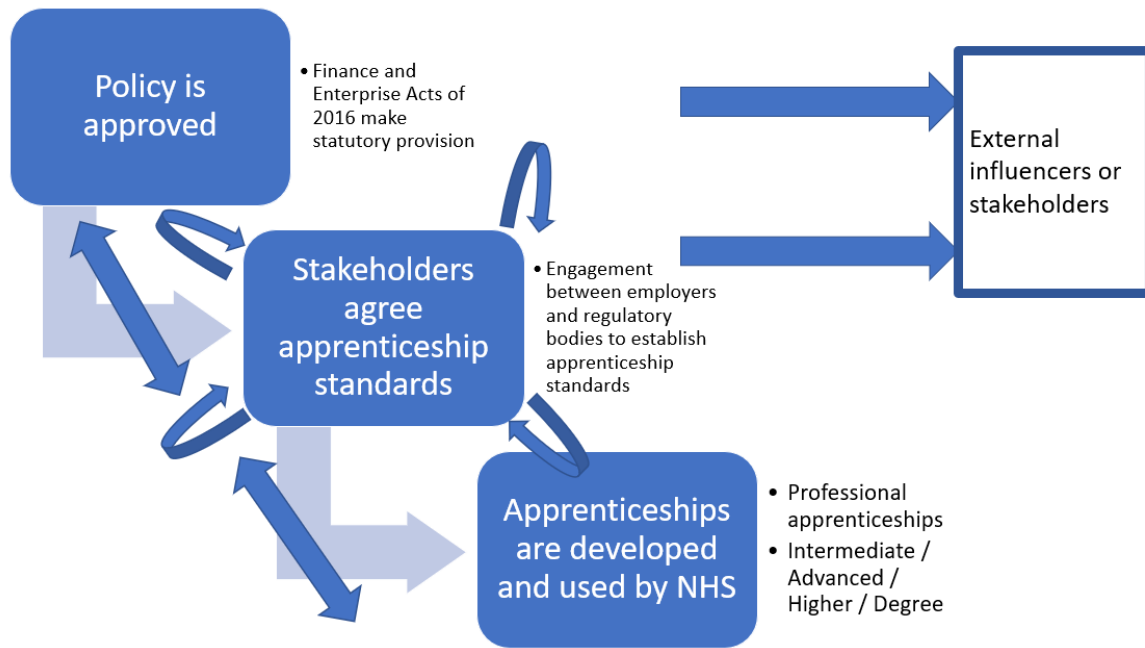 Policy is
approved
• Finance and
Enterprise Acts of
2016 make
statutory provision
External
influencers or
stakeholders
Stakeholders
agree
apprenticeship
standards
• Engagement
between employers
and regulatory
bodies to establish
apprenticeship
standards
Apprenticeships
are developed
and used by NHS
• Professional
apprenticeships
• Intermediate /
Advanced /
Higher / Degree